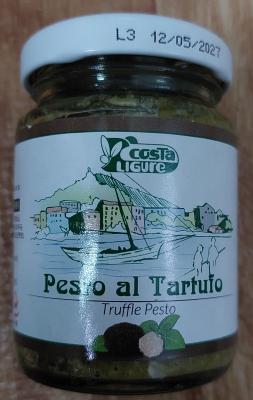 L3 12/05/2027
COSTA
LIGURE
Pesto al Tartufo
Truffle Pesto